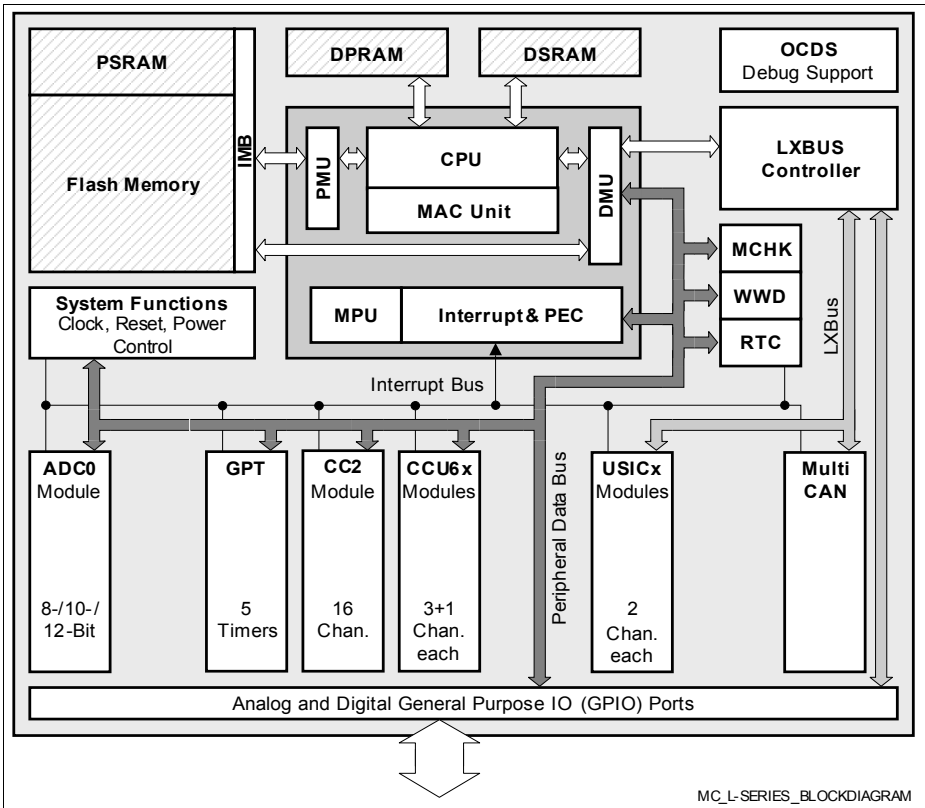 PSRAM
Flash Memory
IMB
DPRAM
DSRAM
OCDS
Debug Support
PMU
CPU
MAC Unit
DMU
LXBUS
Controller
MCHK
WWD
RTC
System Functions
Clock, Reset, Power
Control
MPU
Interrupt & PEC
Interrupt Bus
LXBus
Peripheral Data Bus
ADC0
Module
8-/10-/
12-Bit
GPT
5
Timers
CC2
Module
16
Chan.
CCU6x
Modules
3+1
Chan.
each
USICx
Modules
2
Chan.
each
Multi
CAN
Analog and Digital General Purpose IO (GPIO) Ports
MC_L-SERIES_BLOCKDIAGRAM